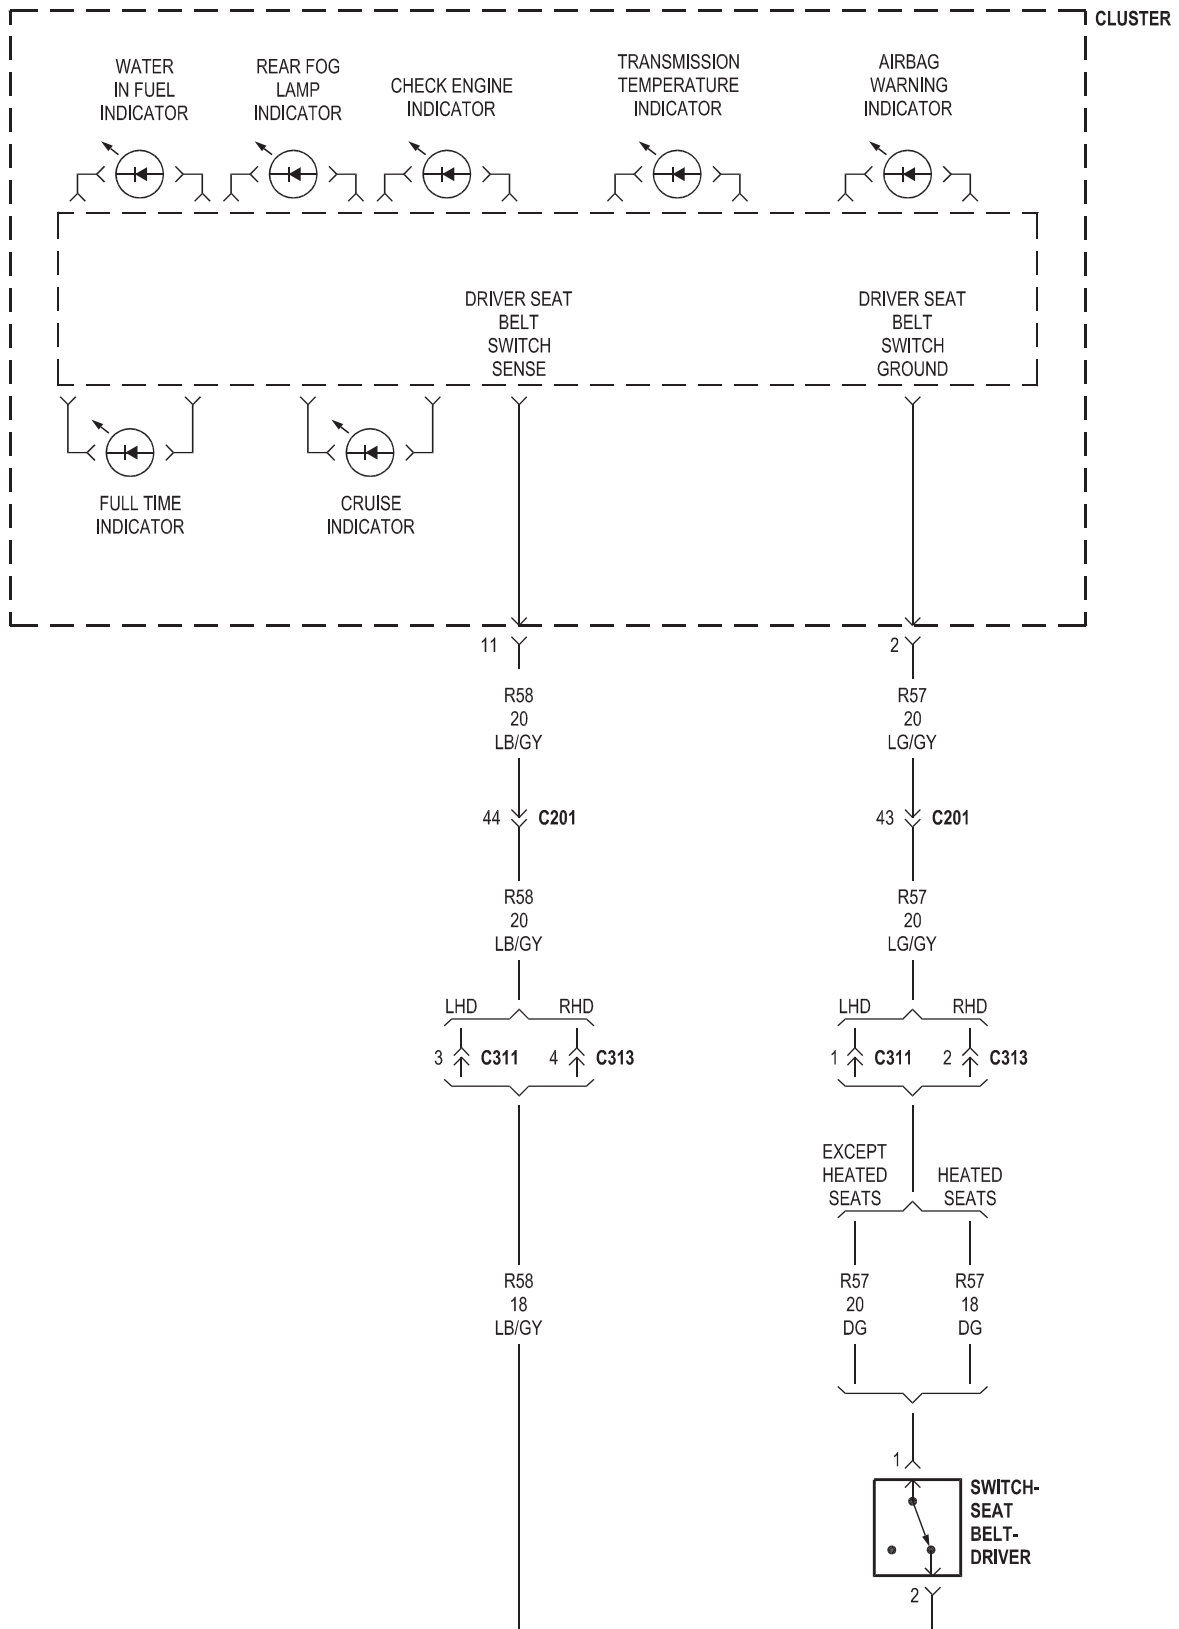 CLUSTER
WATER
IN FUEL
INDICATOR
REAR FOG
LAMP
INDICATOR
CHECK ENGINE
INDICATOR
TRANSMISSION
TEMPERATURE
INDICATOR
AIRBAG
WARNING
INDICATOR
DRIVER SEAT
BELT
SWITCH
SENSE
DRIVER SEAT
BELT
SWITCH
GROUND
FULL TIME
INDICATOR
CRUISE
INDICATOR
11
2
R58
20
LB/GY
R57
20
LG/GY
44 C201
43 C201
R58
20
LB/GY
R57
20
LG/GY
LHD RHD
LHD RHD
3 C311 4 C313
1 C311 2 C313
EXCEPT
HEATED
SEATS
HEATED
SEATS
R58
18
LB/GY
R57
20
DG
R57
18
DG
1
SWITCH-
SEAT
BELT-
DRIVER
2